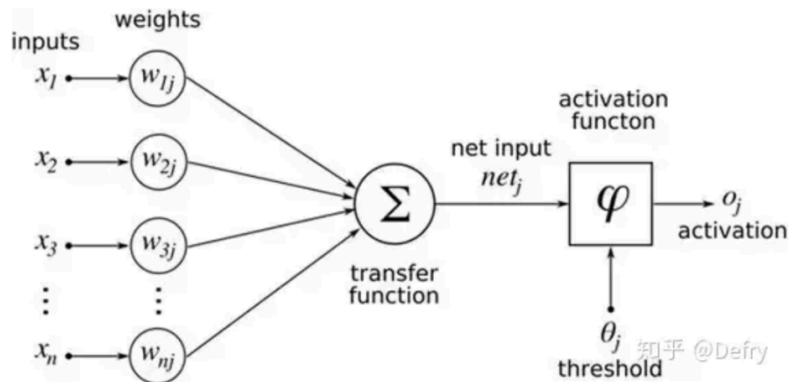 inputs
weights
x1
w1j
x2
w2j
x3
w3j
xn
wnj
Σ
transfer
function
net input
netj
activation
functon
φ
oj
activation
θj
threshold
知乎 @Defry